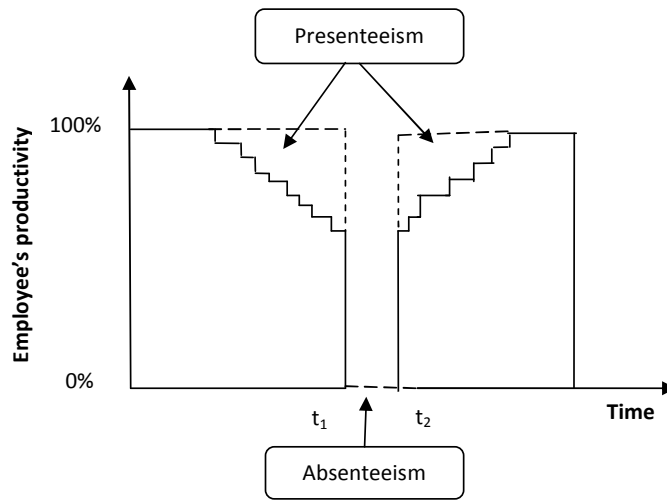 Presenteeism
100%
Employee's productivity
0%
t1
t2
Time
Absenteeism